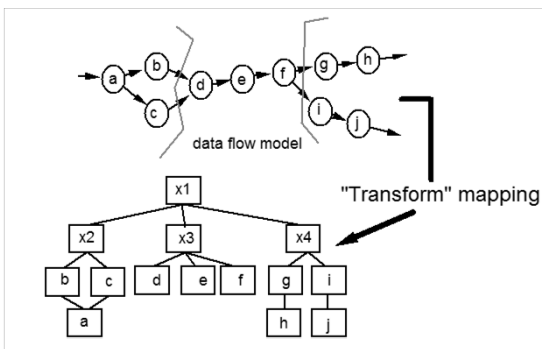 b g h
a d e f
c i j
data flow model
"Transform" mapping
x1
x2 x3 x4
b c d e f g i
a h j